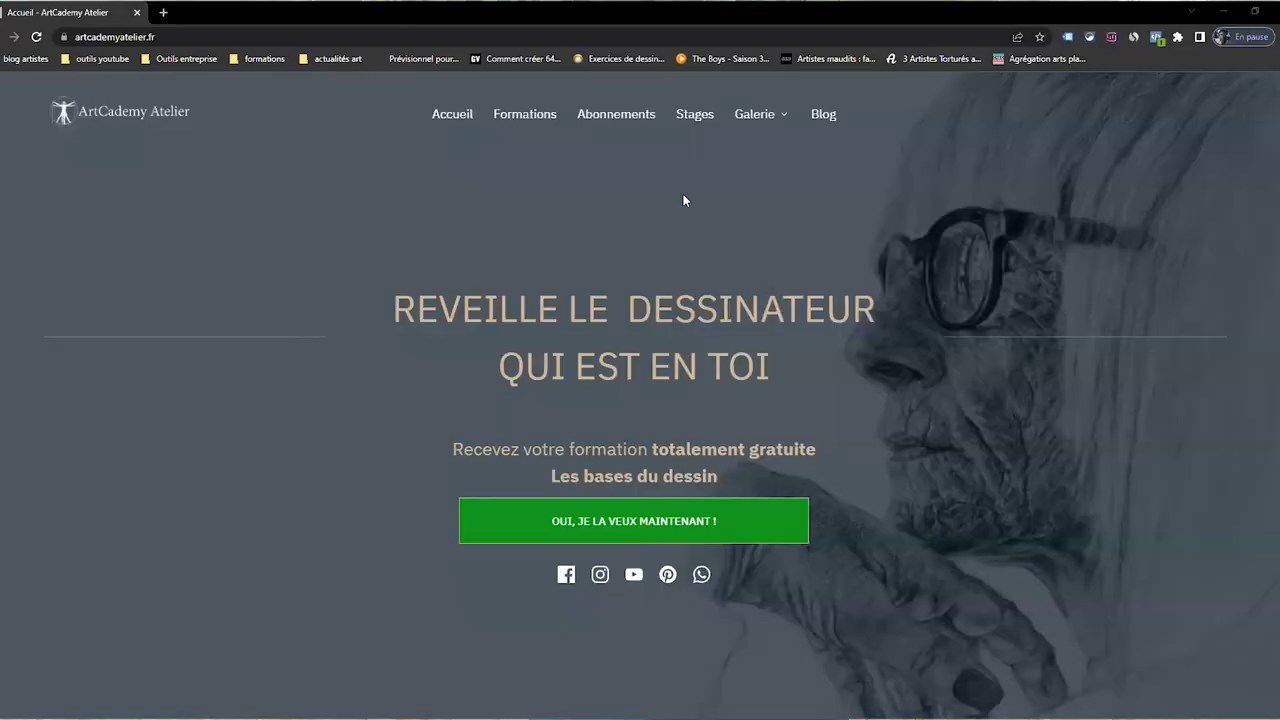 Accueil - ArtCademy Atelier
artcademyatelier.fr
En pause
blog artistes
outils youtube
Outils entreprise
formations
actualités art
Prévisionnel pour...
GV Comment créer 64...
Exercices de dessin...
The Boys - Saison 3...
Artistes maudits : fa...
3 Artistes Torturés a...
Agrégation arts pla...
ArtCademy Atelier
Accueil
Formations
Abonnements
Stages
Galerie
Blog
REVEILLE LE DESSINATEUR
QUI EST EN TOI
Recevez votre formation totalement gratuite
Les bases du dessin
OUI, JE LA VEUX MAINTENANT !